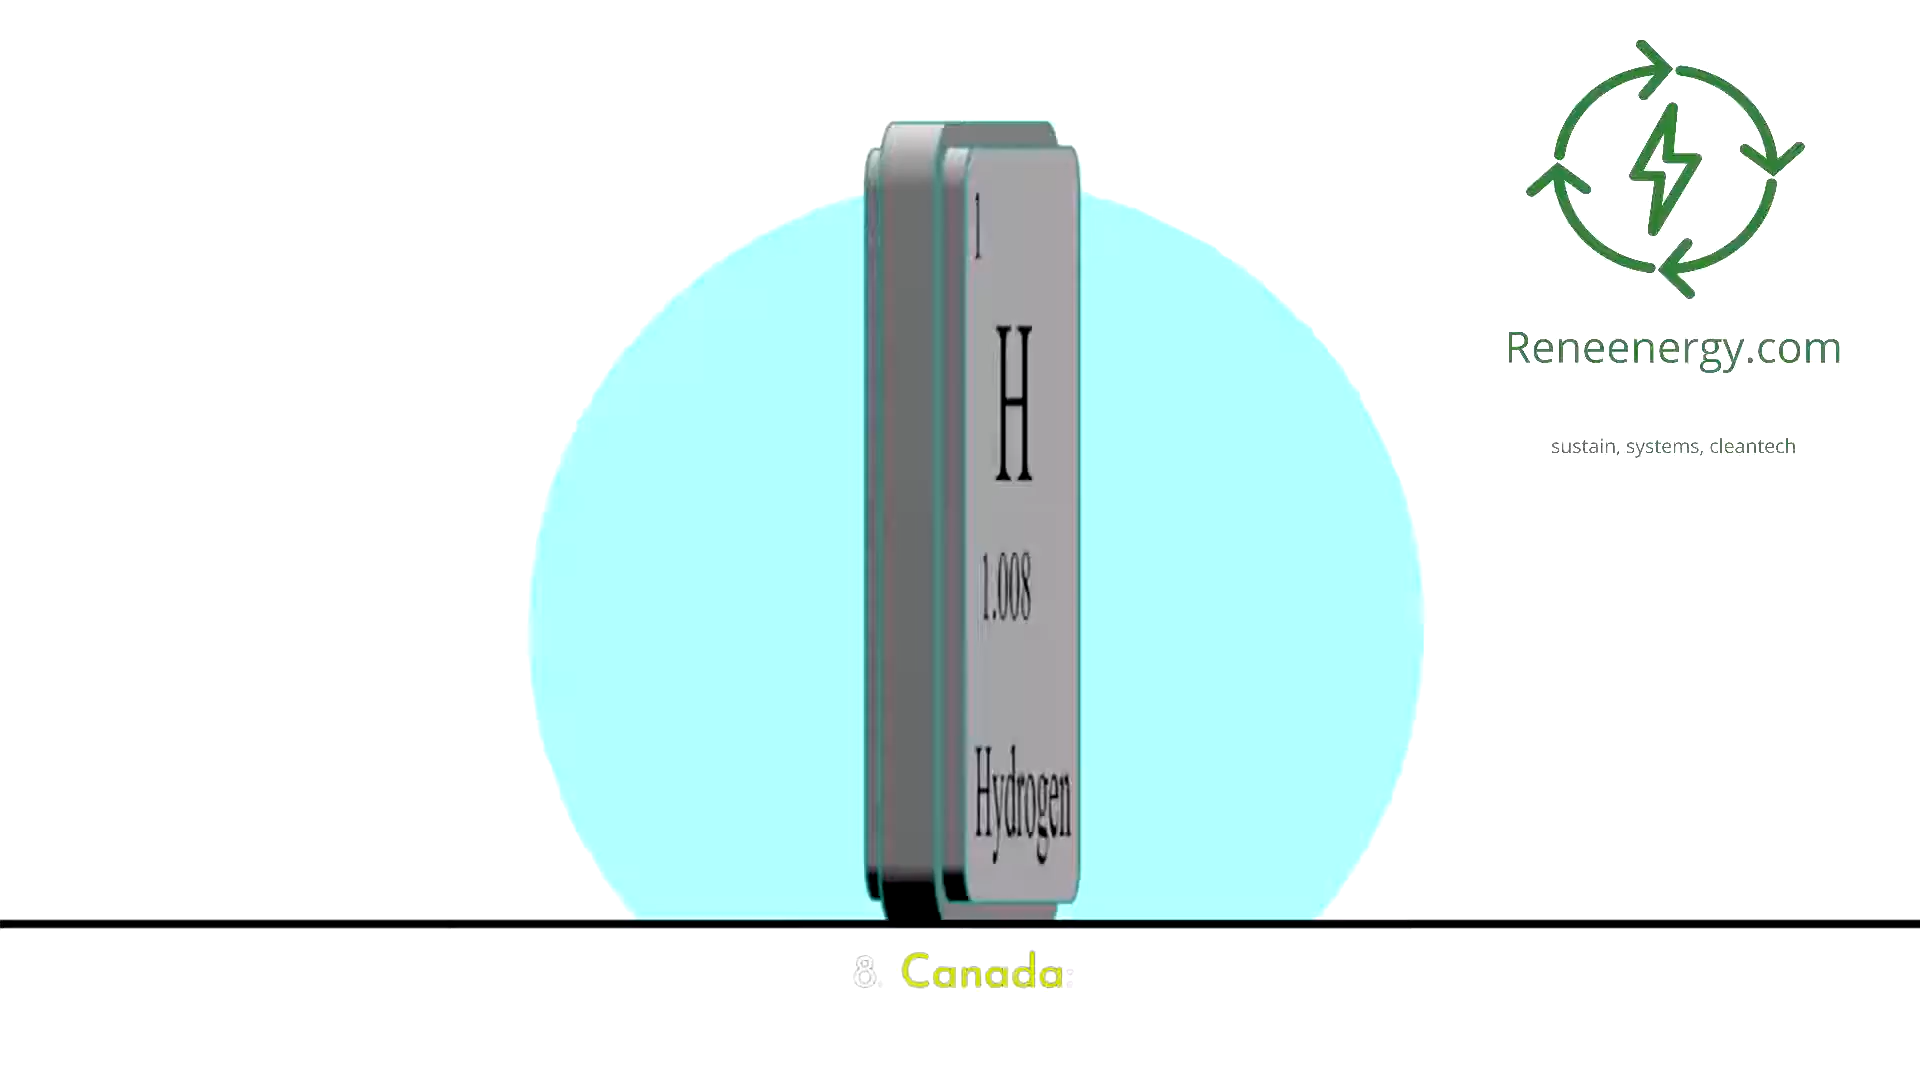 1
H
1.008
Hydrogen
Reneenergy.com
sustain, systems, cleantech
8. Canada: